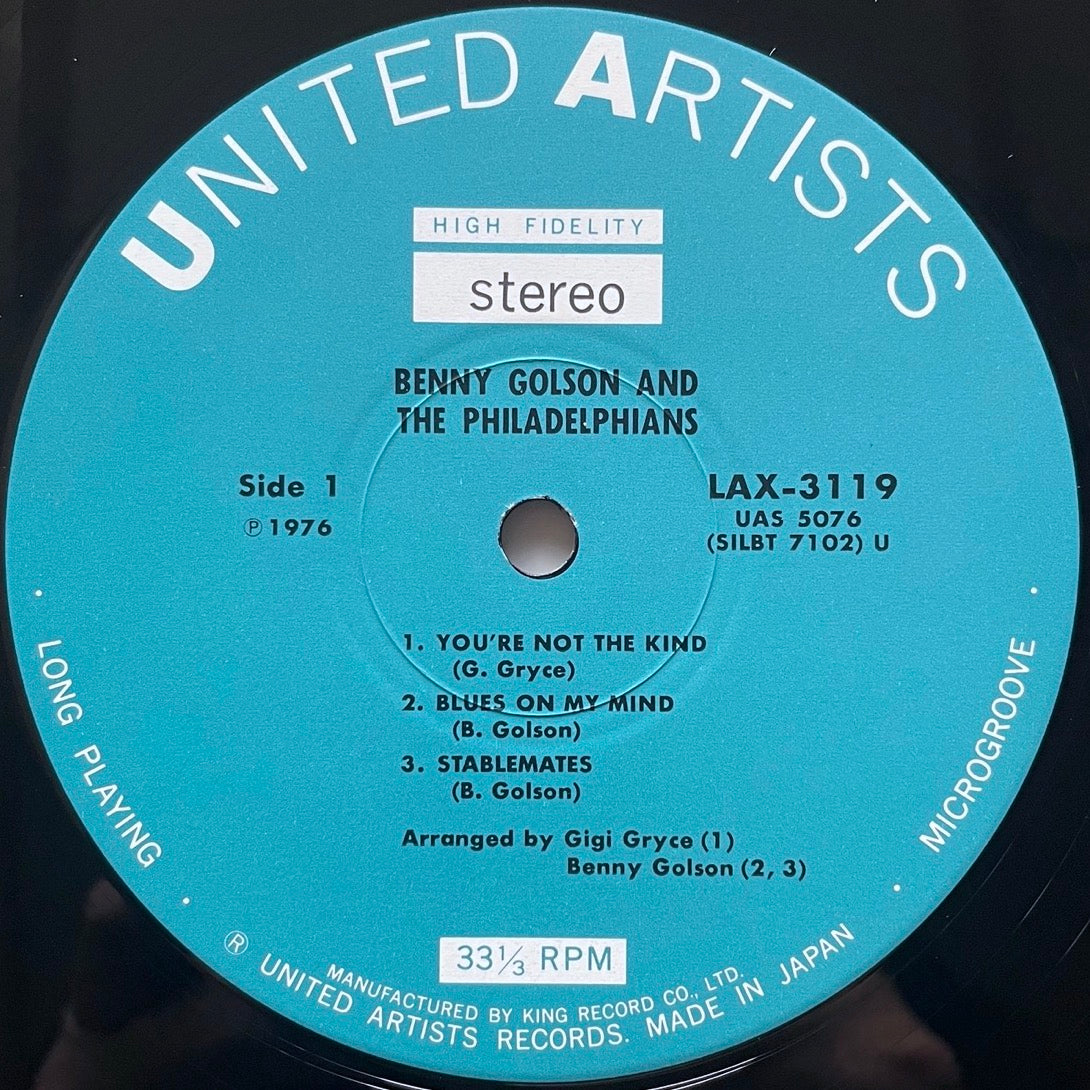 UNITED ARTISTS
HIGH FIDELITY
stereo
BENNY GOLSON AND
THE PHILADELPHIANS
Side 1
Ⓟ 1976
LAX-3119
UAS 5076
(SILBT 7102) U
1. YOU'RE NOT THE KIND
(G. Gryce)
2. BLUES ON MY MIND
(B. Golson)
3. STABLEMATES
(B. Golson)
Arranged by Gigi Gryce (1)
Benny Golson (2, 3)
· LONG PLAYING ·
· MICROGROOVE ·
33⅓ RPM
MANUFACTURED BY KING RECORD CO., LTD.
® UNITED ARTISTS RECORDS. MADE IN JAPAN